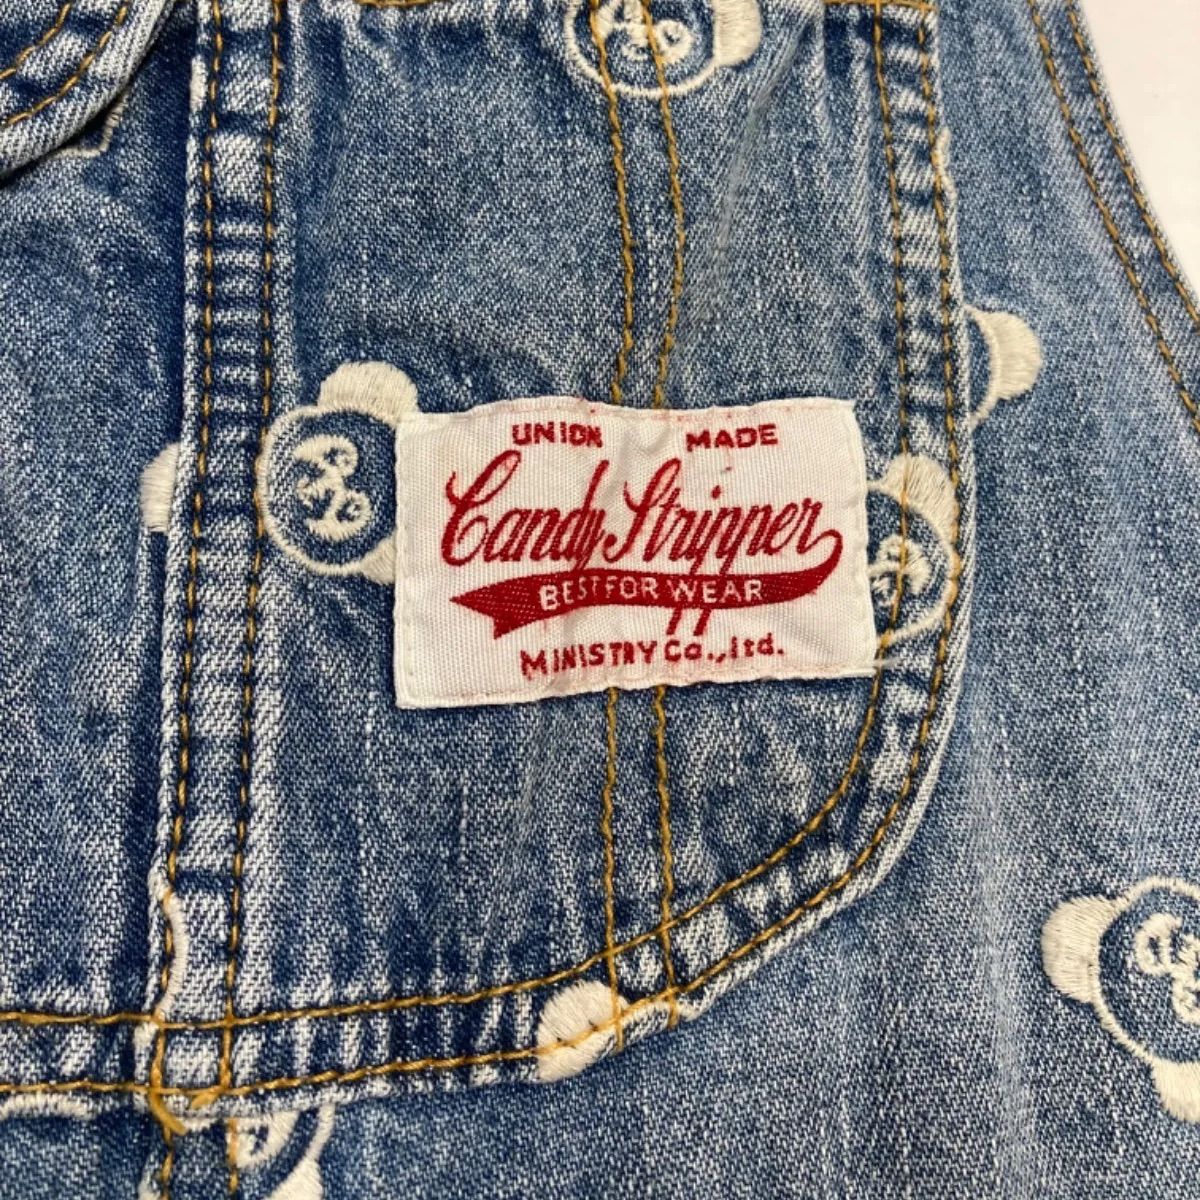 UNION MADE
Candy Stripper
BEST FOR WEAR
MINISTRY Co.,ltd.